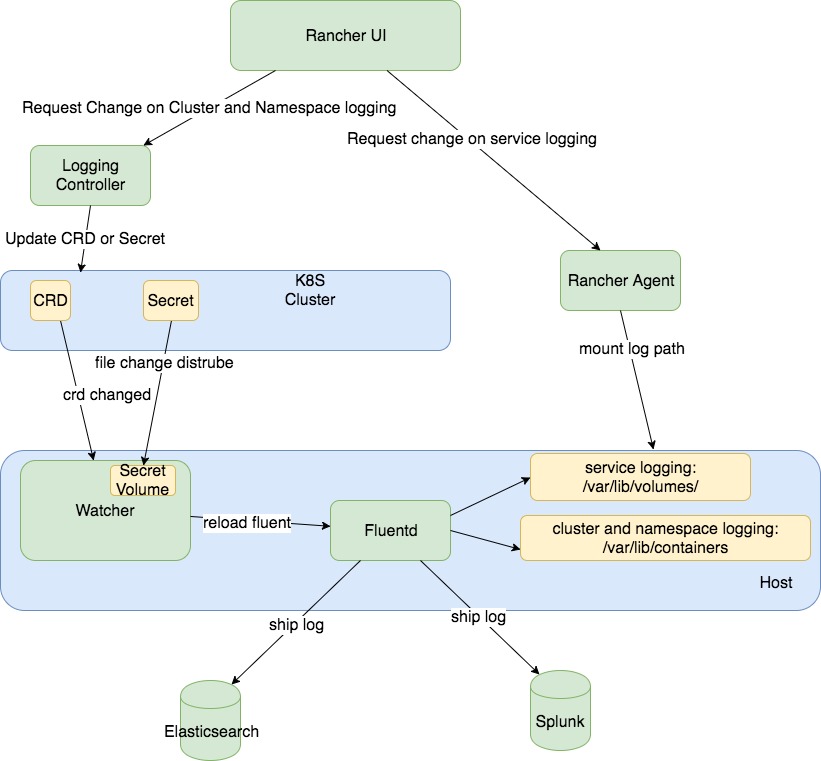 Rancher UI
Request Change on Cluster and Namespace logging
Request change on service logging
Logging
Controller
Update CRD or Secret
Rancher Agent
K8S
Cluster
CRD
Secret
mount log path
file change distrube
crd changed
Secret
Volume
Watcher
service logging:
/var/lib/volumes/
reload fluent
Fluentd
cluster and namespace logging:
/var/lib/containers
Host
ship log
ship log
Elasticsearch
Splunk